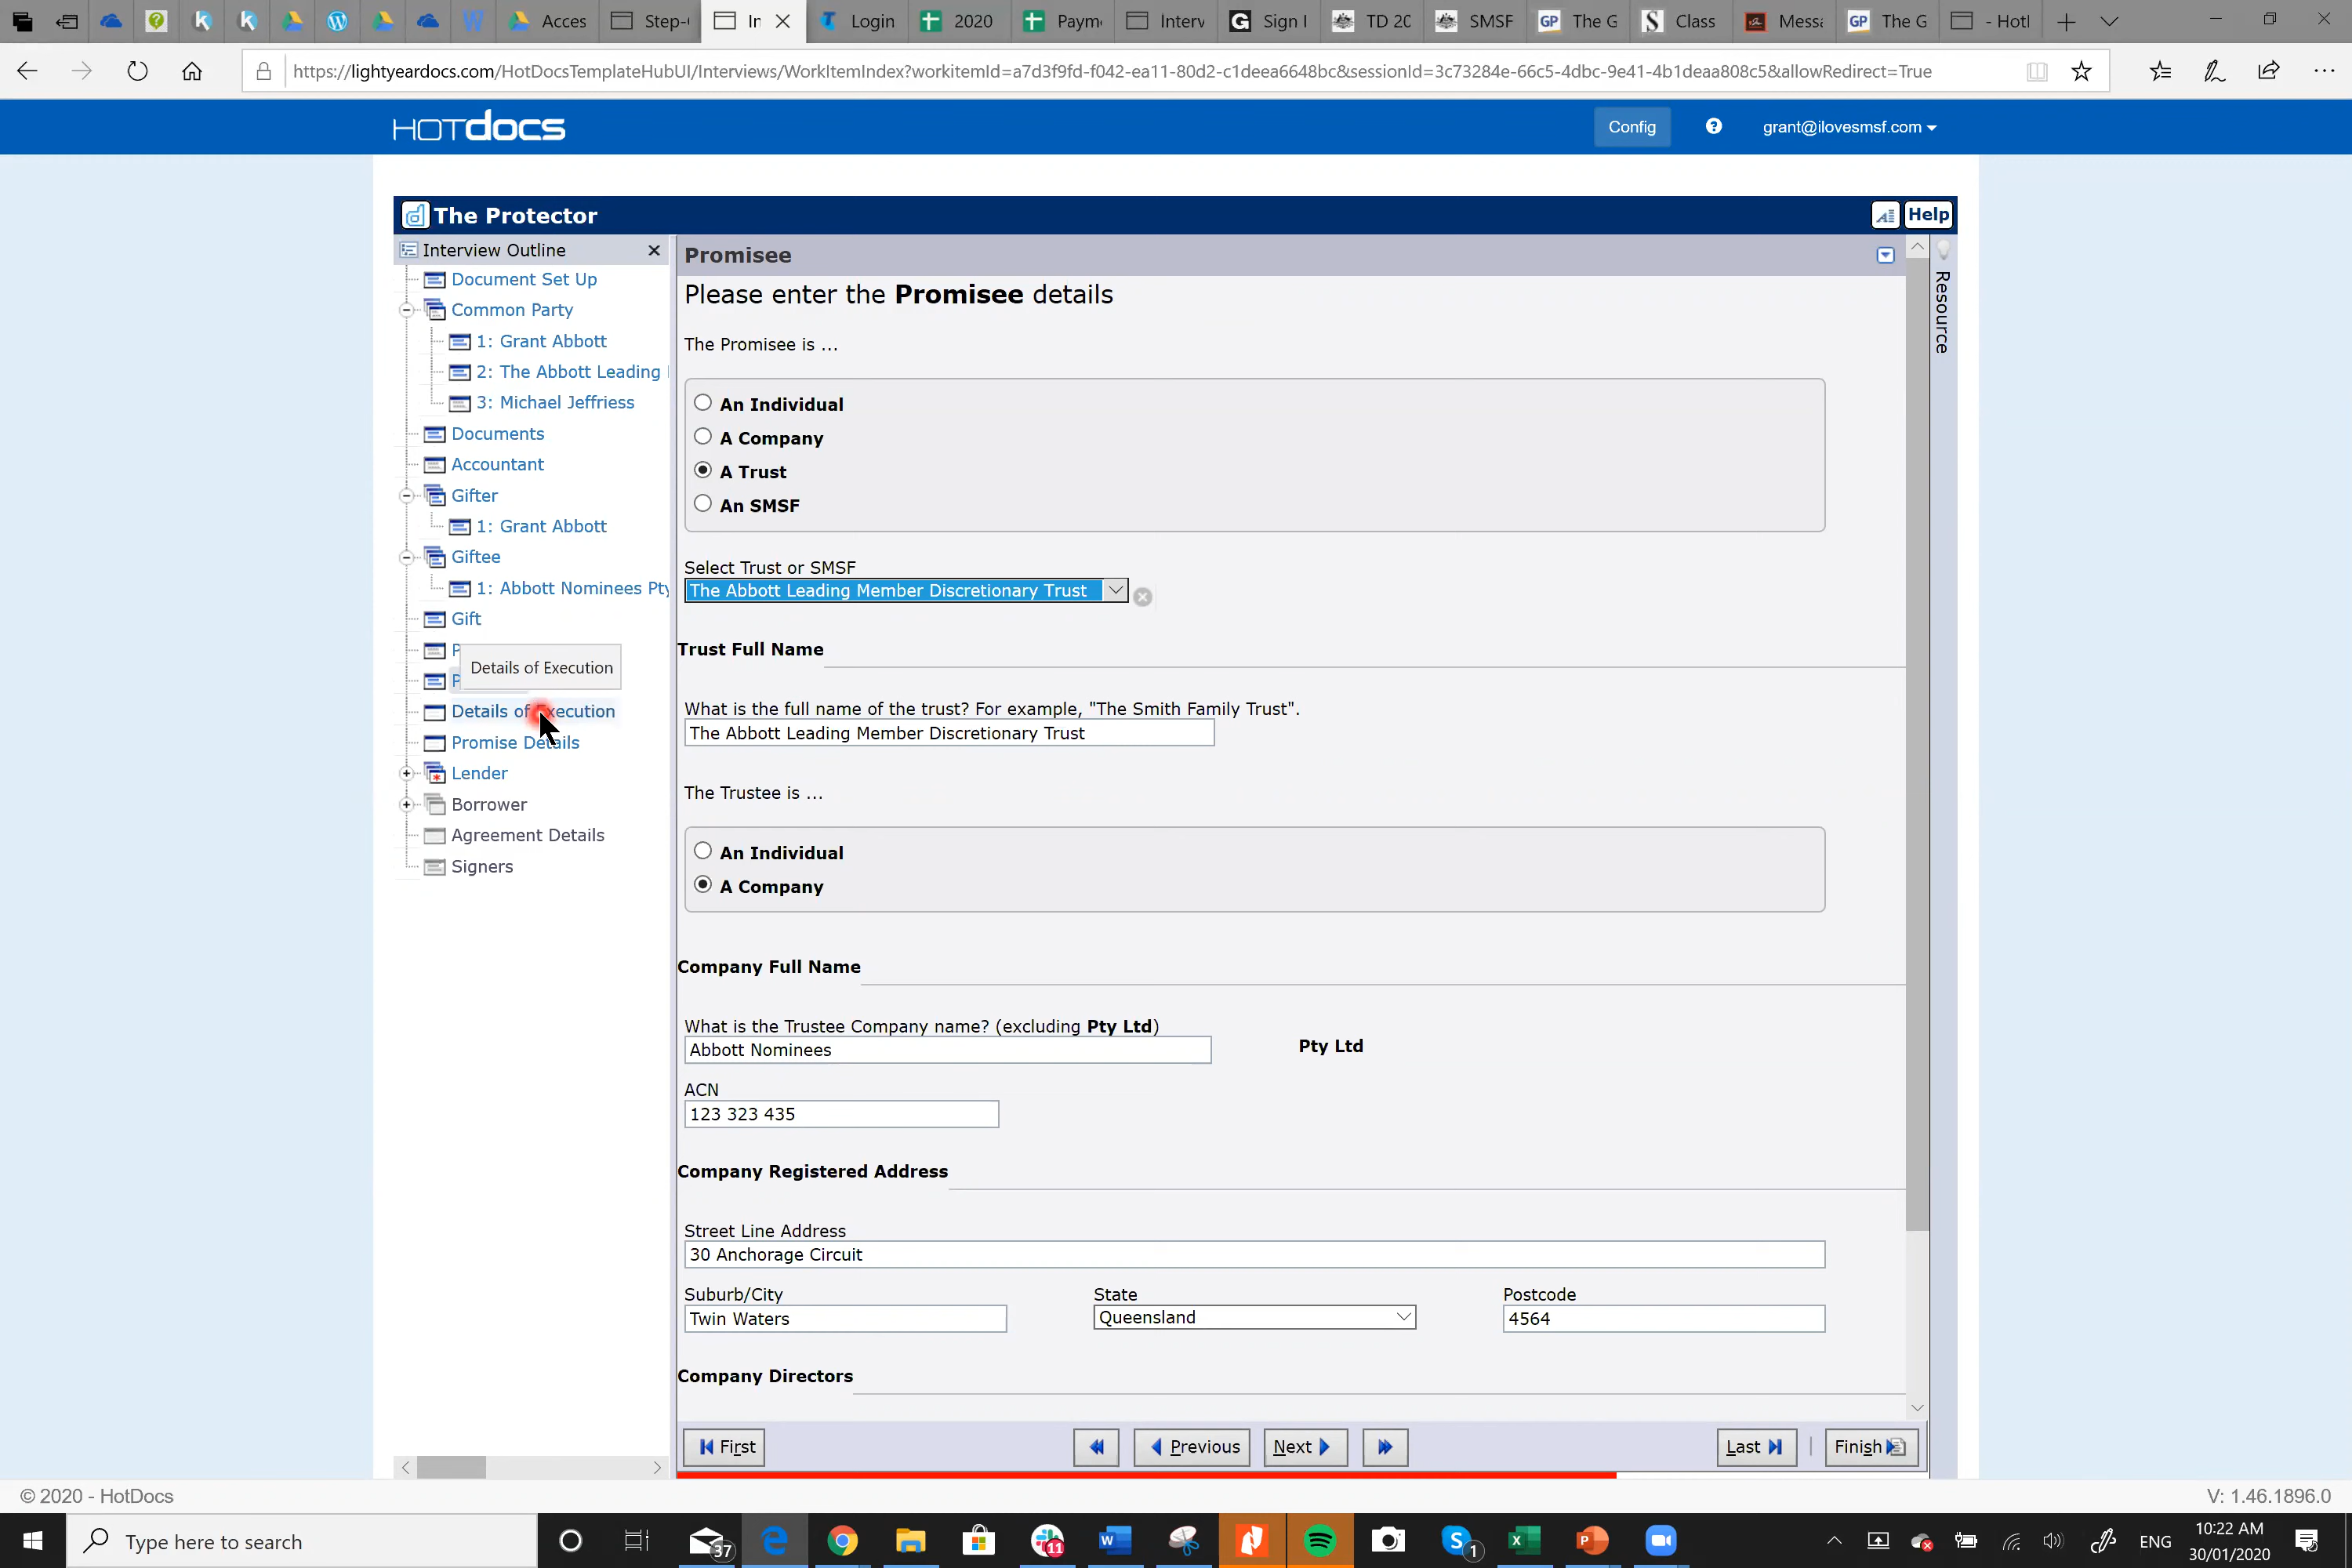 Acces
Step-
In
Login
2020
Paym
Interv
Sign I
TD 20
SMSF
GP The G
Class
Messa
GP The G
- Hotl
https://lightyeardocs.com/HotDocsTemplateHubUI/Interviews/WorkItemIndex?workitemId=a7d3f9fd-f042-ea11-80d2-c1deea6648bc&sessionId=3c73284e-66c5-4dbc-9e41-4b1deaa808c5&allowRedirect=True
HOTdocs
Config
grant@ilovesmsf.com
The Protector
Help
Interview Outline
Document Set Up
Common Party
1: Grant Abbott
2: The Abbott Leading
3: Michael Jeffriess
Documents
Accountant
Gifter
1: Grant Abbott
Giftee
1: Abbott Nominees Pty
Gift
P
Details of Execution
P
Details of Execution
Promise Details
Lender
Borrower
Agreement Details
Signers
Promisee
Please enter the Promisee details
The Promisee is ...
An Individual
A Company
A Trust
An SMSF
Select Trust or SMSF
The Abbott Leading Member Discretionary Trust
Trust Full Name
What is the full name of the trust? For example, "The Smith Family Trust".
The Abbott Leading Member Discretionary Trust
The Trustee is ...
An Individual
A Company
Company Full Name
What is the Trustee Company name? (excluding Pty Ltd)
Abbott Nominees
Pty Ltd
ACN
123 323 435
Company Registered Address
Street Line Address
30 Anchorage Circuit
Suburb/City
State
Postcode
Twin Waters
Queensland
4564
Company Directors
Resource
First
Previous
Next
Last
Finish
© 2020 - HotDocs
V: 1.46.1896.0
Type here to search
37
11
1
ENG
10:22 AM
30/01/2020